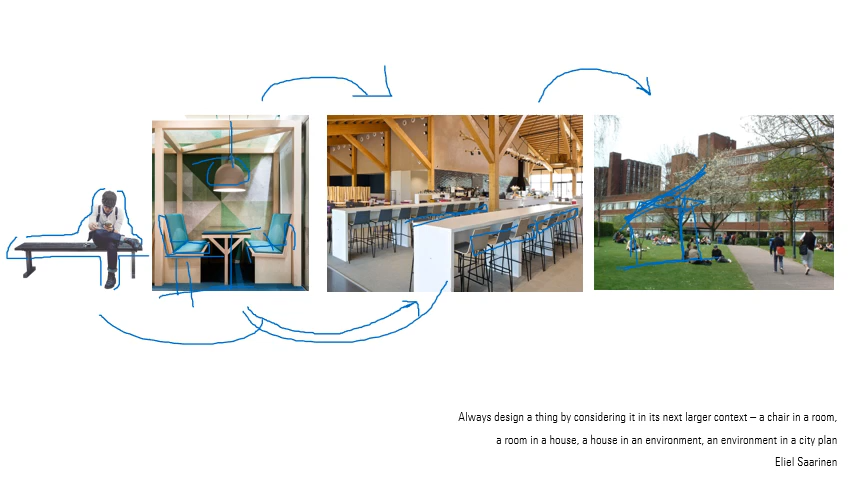 Always design a thing by considering it in its next larger context – a chair in a room,
a room in a house, a house in an environment, an environment in a city plan
Eliel Saarinen